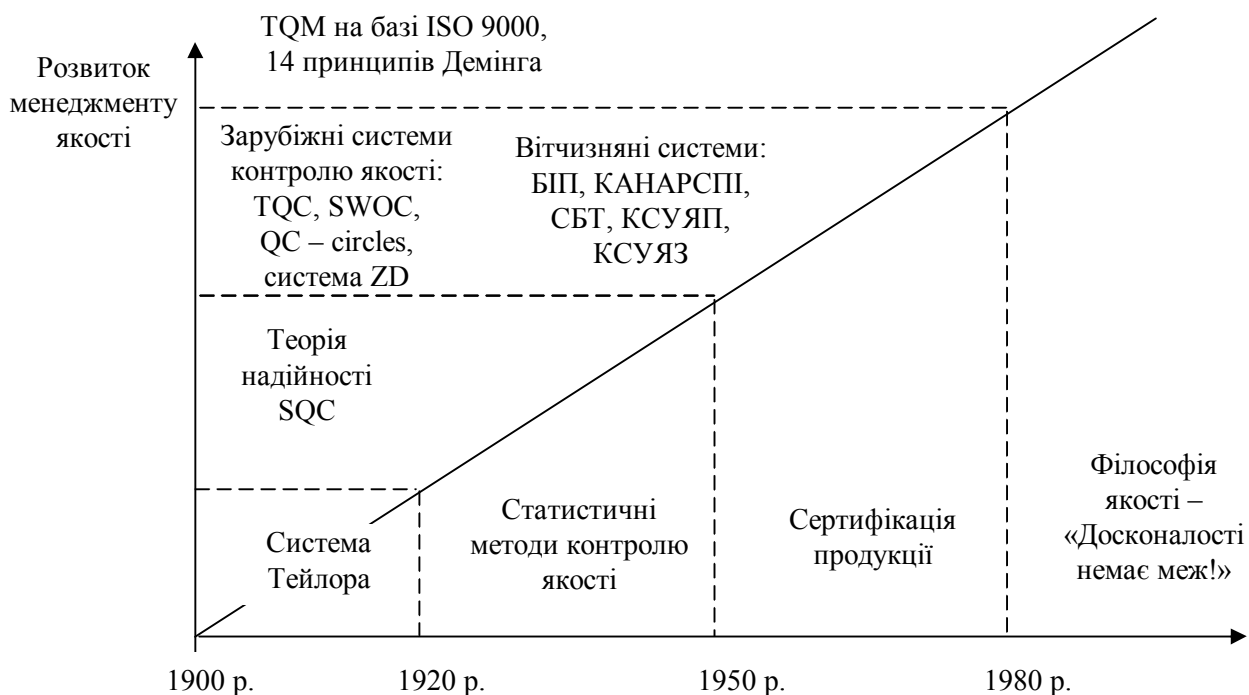 TQM на базі ISO 9000,
14 принципів Демінга
Розвиток
менеджменту
якості
Зарубіжні системи
контролю якості:
TQC, SWOC,
QC – circles,
система ZD
Вітчизняні системи:
БІП, КАНАРСПІ,
СБТ, КСУЯП,
КСУЯЗ
Теорія
надійності
SQC
Система
Тейлора
Статистичні
методи контролю
якості
Сертифікація
продукції
Філософія
якості –
«Досконалості
немає меж!»
1900 р.
1920 р.
1950 р.
1980 р.